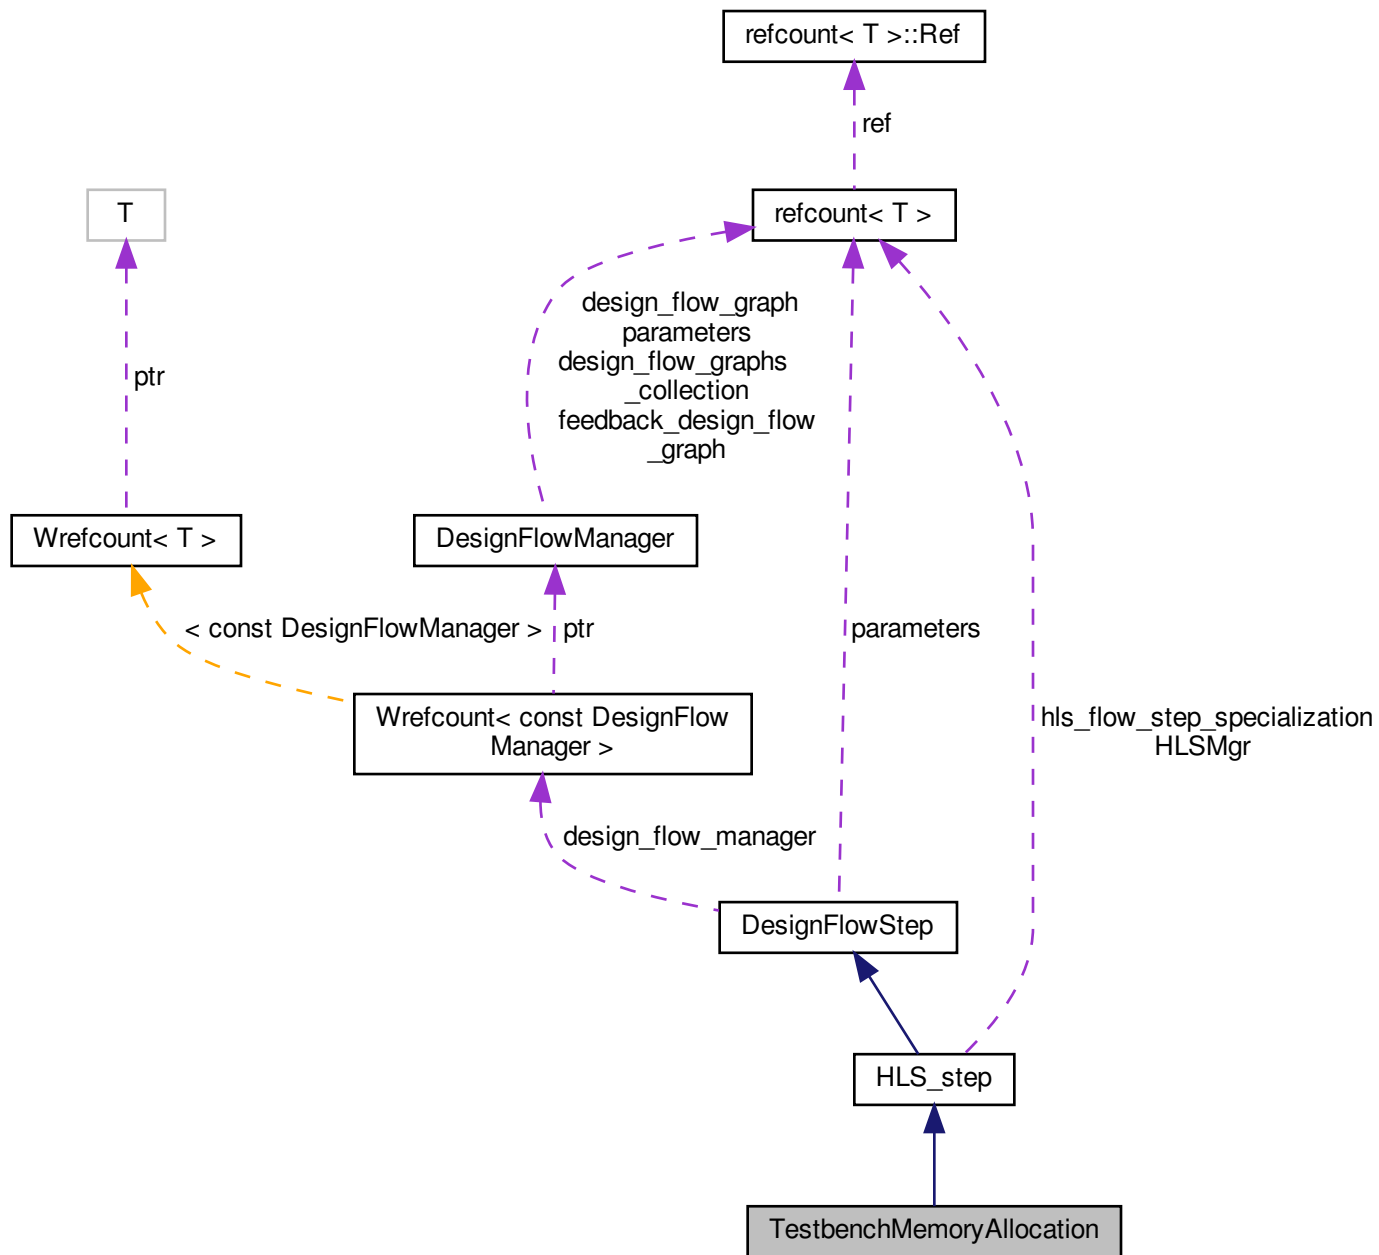 refcount< T >::Ref
ref
T
refcount< T >
design_flow_graph
parameters
design_flow_graphs
_collection
feedback_design_flow
_graph
ptr
Wrefcount< T >
DesignFlowManager
< const DesignFlowManager >
ptr
parameters
Wrefcount< const DesignFlow
Manager >
hls_flow_step_specialization
HLSMgr
design_flow_manager
DesignFlowStep
HLS_step
TestbenchMemoryAllocation